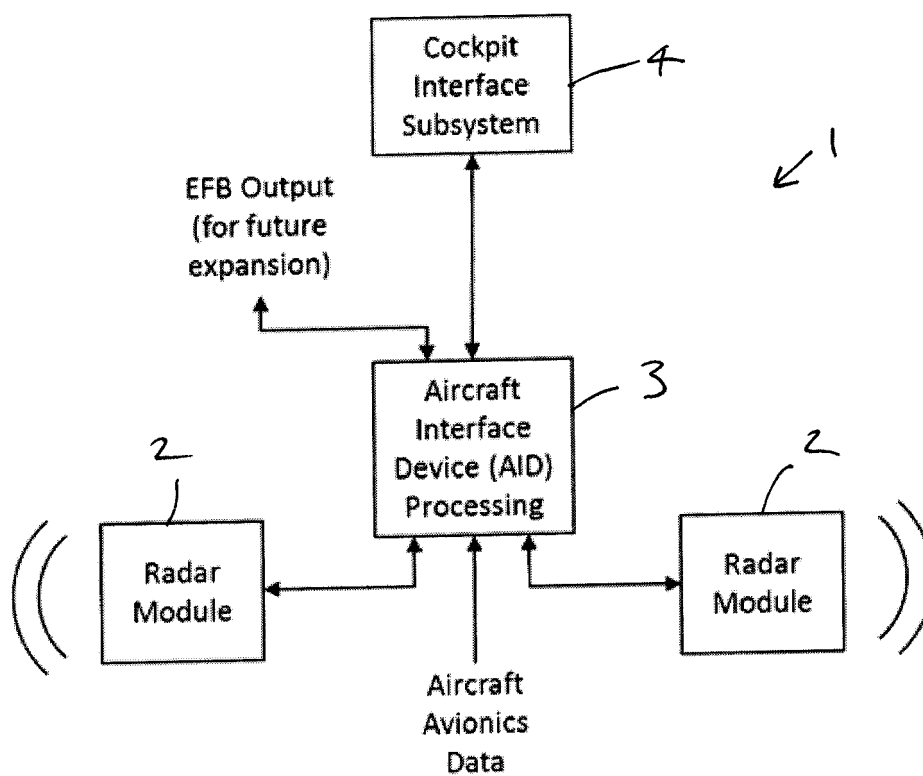 Cockpit
Interface
Subsystem
4
1
EFB Output
(for future
expansion)
Aircraft
Interface
Device (AID)
Processing
3
2
Radar
Module
2
Radar
Module
Aircraft
Avionics
Data